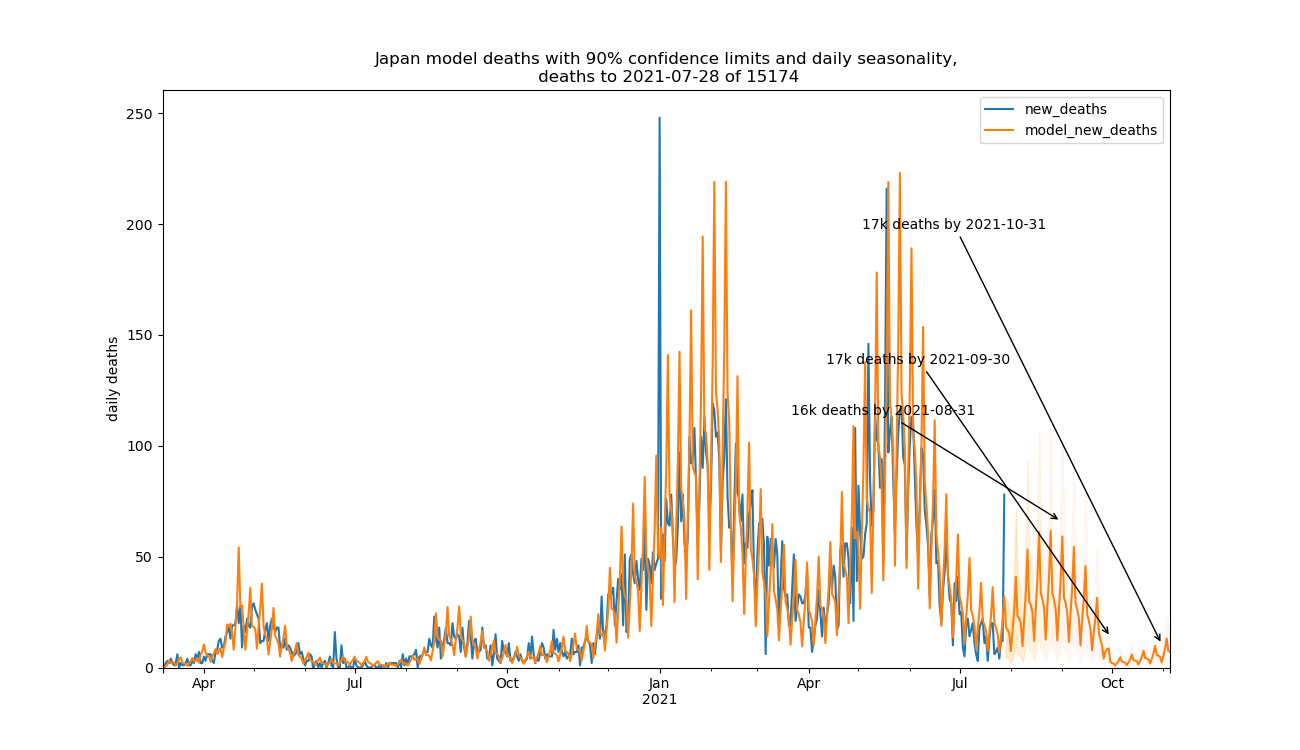 Japan model deaths with 90% confidence limits and daily seasonality,
deaths to 2021-07-28 of 15174
new_deaths
model_new_deaths
250
200
150
100
50
0
daily deaths
17k deaths by 2021-10-31
17k deaths by 2021-09-30
16k deaths by 2021-08-31
Apr
Jul
Oct
Jan
2021
Apr
Jul
Oct